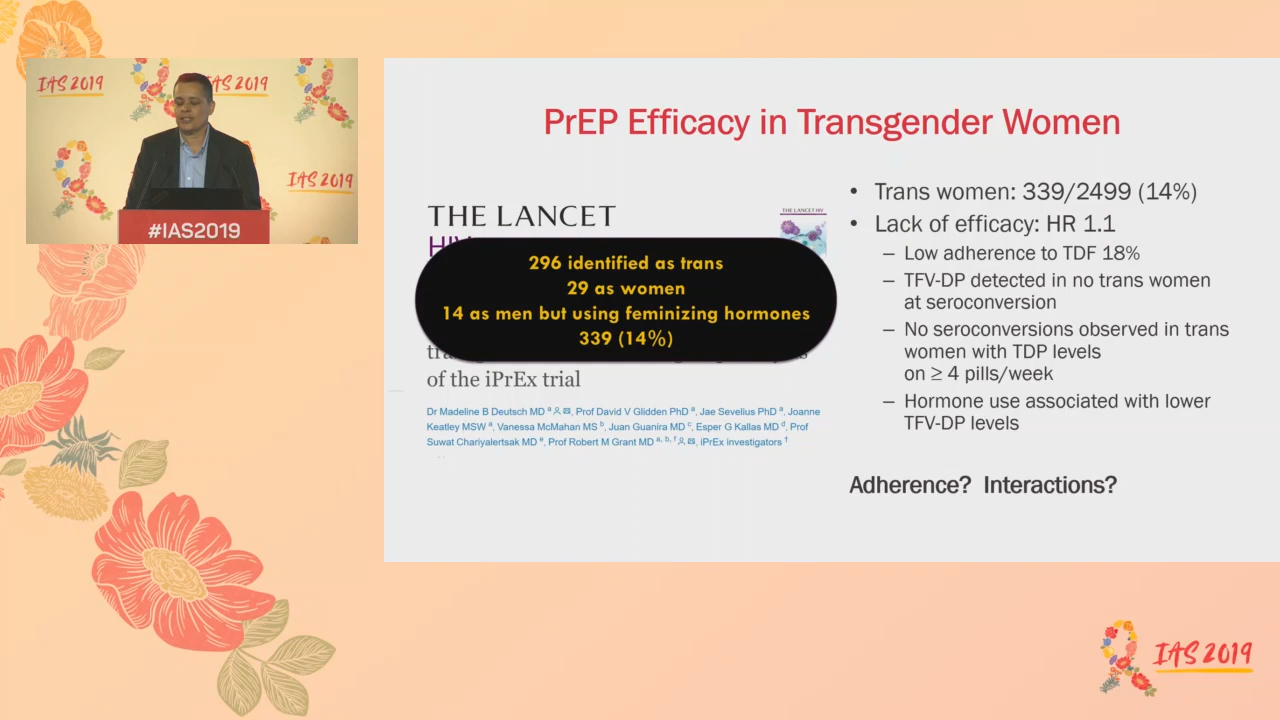 IAS 2019
IAS 2019
IAS 2019
#IAS2019
PrEP Efficacy in Transgender Women
THE LANCET
THE LANCET HIV
296 identified as trans
29 as women
14 as men but using feminizing hormones
339 (14%)
of the iPrEx trial
Dr Madeline B Deutsch MD a, Prof David V Glidden PhD a, Jae Sevelius PhD a, Joanne
Keatley MSW a, Vanessa McMahan MS b, Juan Guanira MD c, Esper G Kallas MD d, Prof
Suwat Chariyalertsak MD e, Prof Robert M Grant MD a, b, f, iPrEx investigators †
• Trans women: 339/2499 (14%)
• Lack of efficacy: HR 1.1
– Low adherence to TDF 18%
– TFV-DP detected in no trans women
at seroconversion
– No seroconversions observed in trans
women with TDP levels
on ≥ 4 pills/week
– Hormone use associated with lower
TFV-DP levels
Adherence? Interactions?
IAS 2019